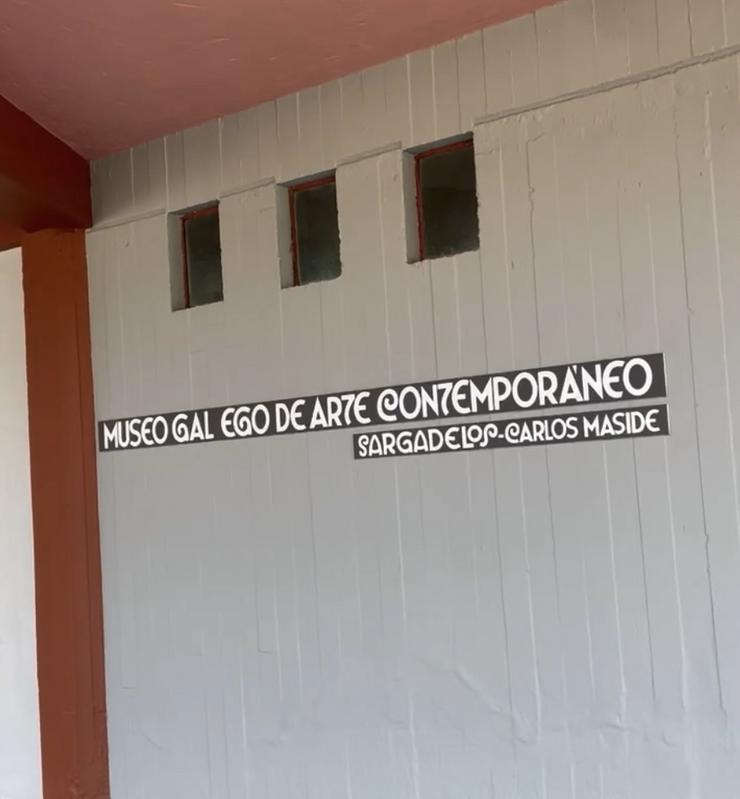 MUSEO GAL EGO DE ARTE CONTEMPORÁNEO
SARGADELOS-CARLOS MASIDE